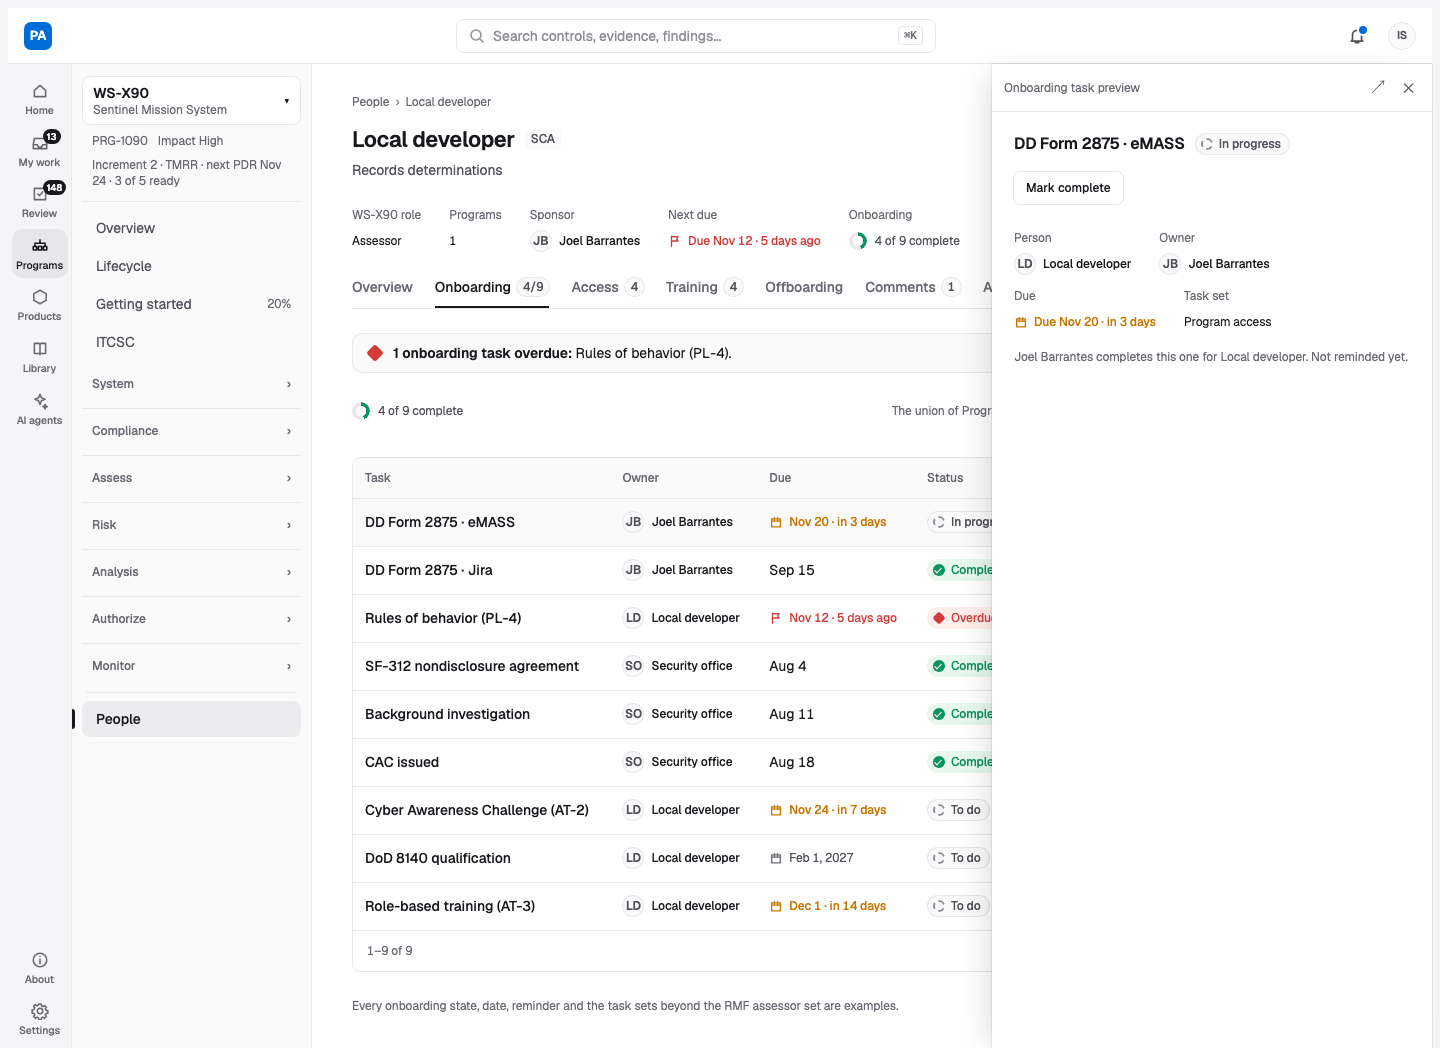 PA
Search controls, evidence, findings...
⌘K
IS
Home
13
My work
148
Review
Programs
Products
Library
AI agents
About
Settings
WS-X90
Sentinel Mission System
PRG-1090 Impact High
Increment 2 · TMRR · next PDR Nov
24 · 3 of 5 ready
Overview
Lifecycle
Getting started 20%
ITCSC
System
Compliance
Assess
Risk
Analysis
Authorize
Monitor
People
People › Local developer
Local developer SCA
Records determinations
WS-X90 role Programs Sponsor Next due Onboarding
Assessor 1 JB Joel Barrantes Due Nov 12 · 5 days ago 4 of 9 complete
Overview Onboarding 4/9 Access 4 Training 4 Offboarding Comments 1 A
1 onboarding task overdue: Rules of behavior (PL-4).
4 of 9 complete The union of Progra
Task Owner Due Status
DD Form 2875 · eMASS JB Joel Barrantes Nov 20 · in 3 days In progr
DD Form 2875 · Jira JB Joel Barrantes Sep 15 Comple
Rules of behavior (PL-4) LD Local developer Nov 12 · 5 days ago Overdu
SF-312 nondisclosure agreement SO Security office Aug 4 Comple
Background investigation SO Security office Aug 11 Comple
CAC issued SO Security office Aug 18 Comple
Cyber Awareness Challenge (AT-2) LD Local developer Nov 24 · in 7 days To do
DoD 8140 qualification LD Local developer Feb 1, 2027 To do
Role-based training (AT-3) LD Local developer Dec 1 · in 14 days To do
1–9 of 9
Every onboarding state, date, reminder and the task sets beyond the RMF assessor set are examples.
Onboarding task preview
DD Form 2875 · eMASS In progress
Mark complete
Person Owner
LD Local developer JB Joel Barrantes
Due Task set
Due Nov 20 · in 3 days Program access
Joel Barrantes completes this one for Local developer. Not reminded yet.